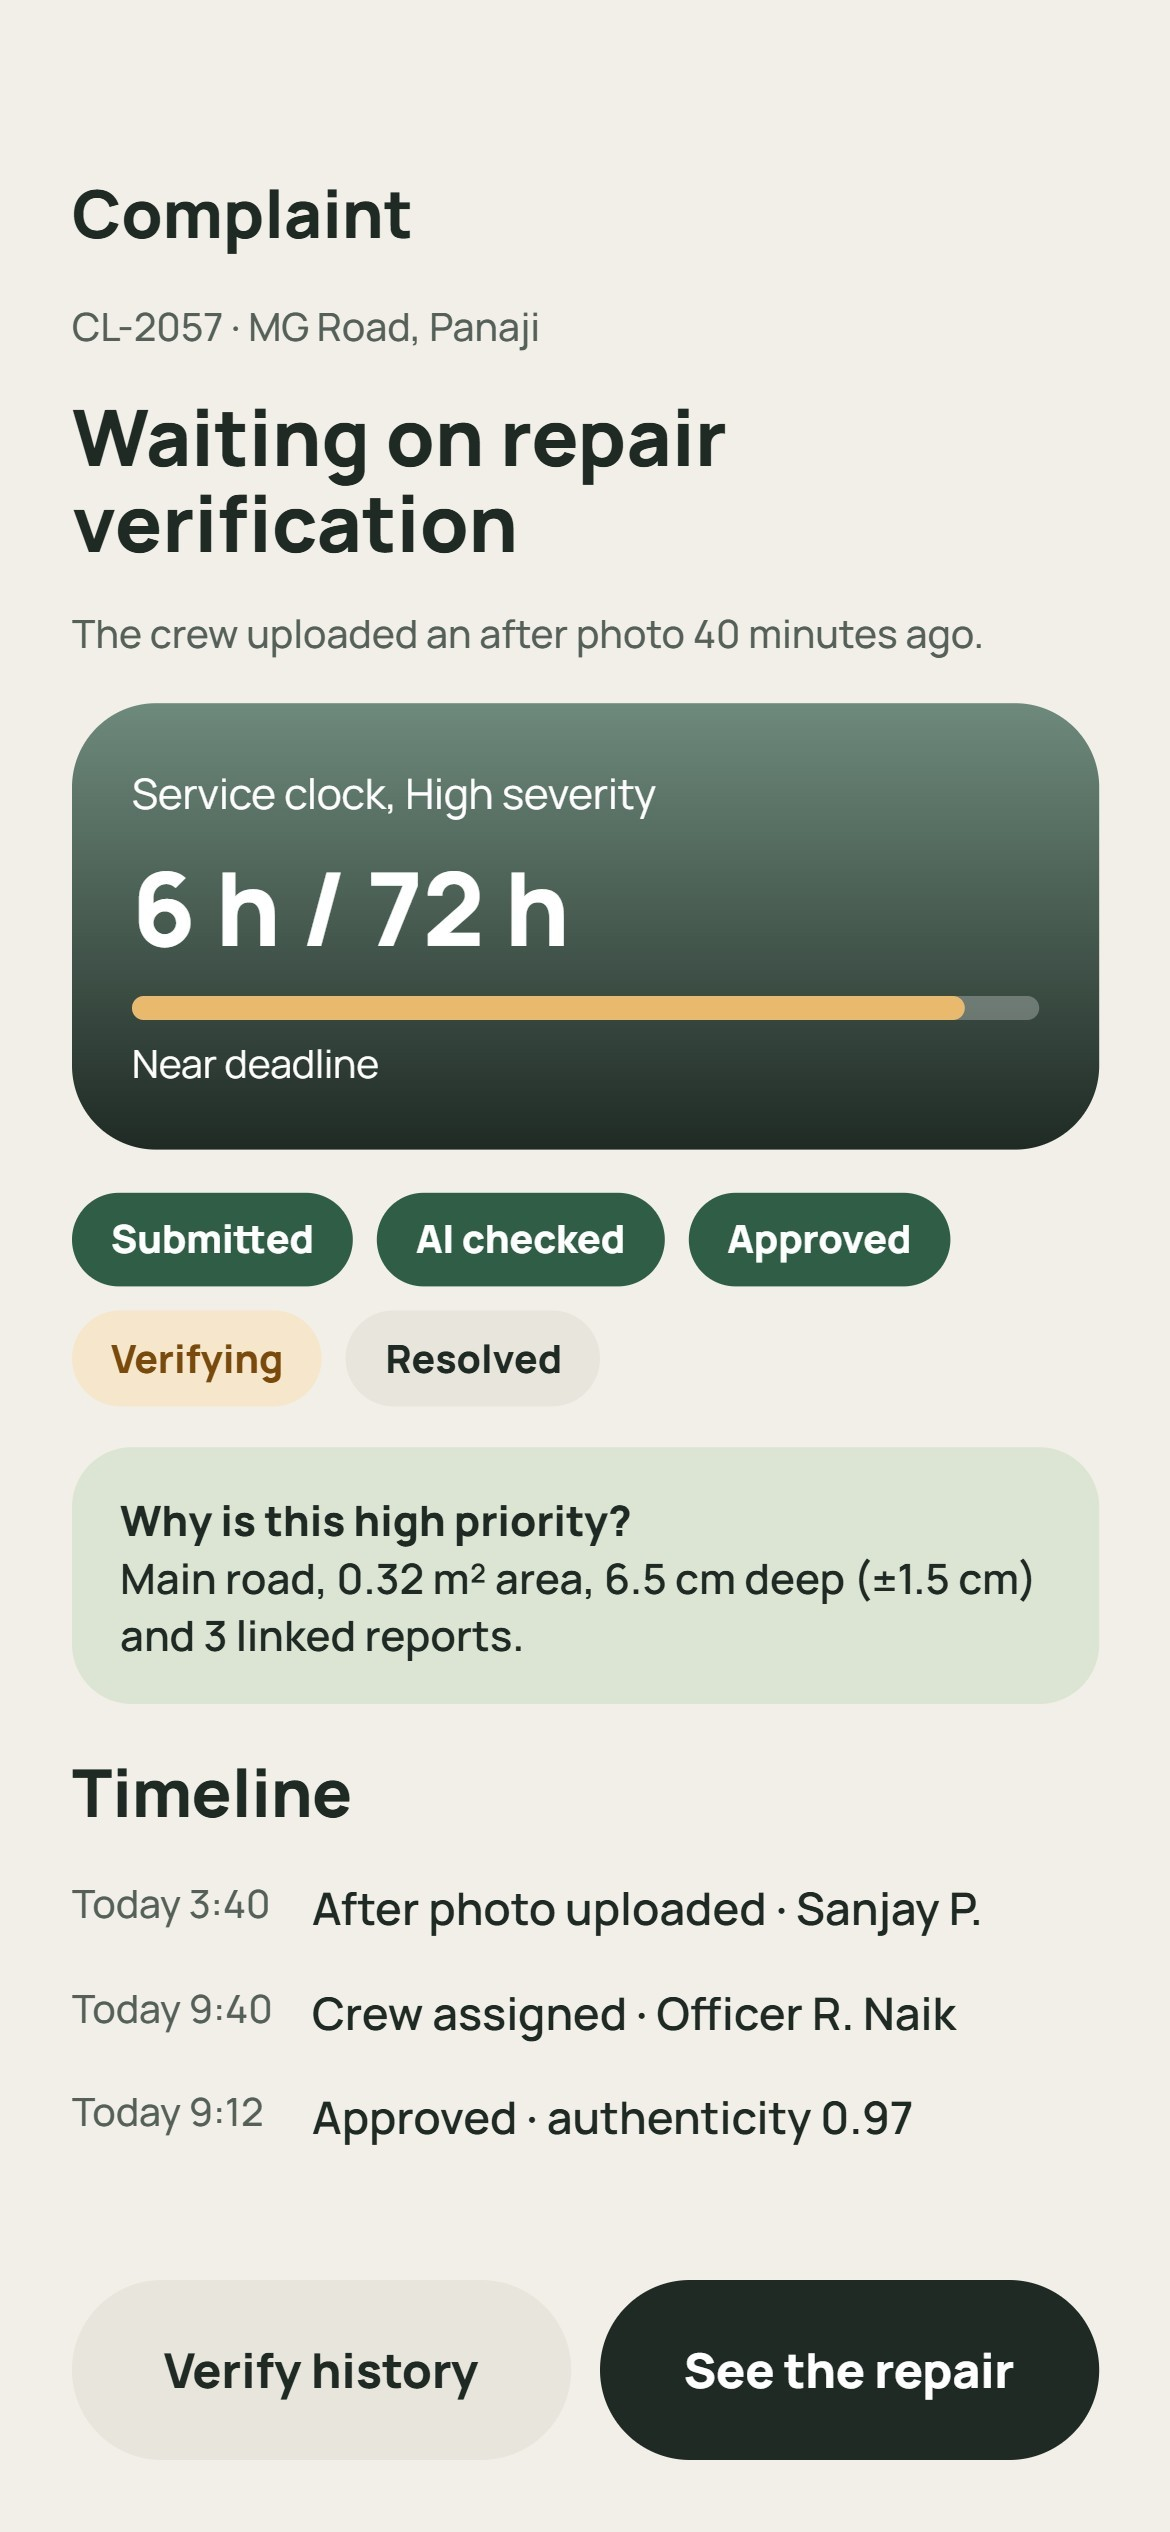 Complaint
CL-2057 · MG Road, Panaji
Waiting on repair
verification
The crew uploaded an after photo 40 minutes ago.
Service clock, High severity
6 h / 72 h
Near deadline
Submitted AI checked Approved
Verifying Resolved
Why is this high priority?
Main road, 0.32 m² area, 6.5 cm deep (±1.5 cm)
and 3 linked reports.
Timeline
Today 3:40 After photo uploaded · Sanjay P.
Today 9:40 Crew assigned · Officer R. Naik
Today 9:12 Approved · authenticity 0.97
Verify history See the repair